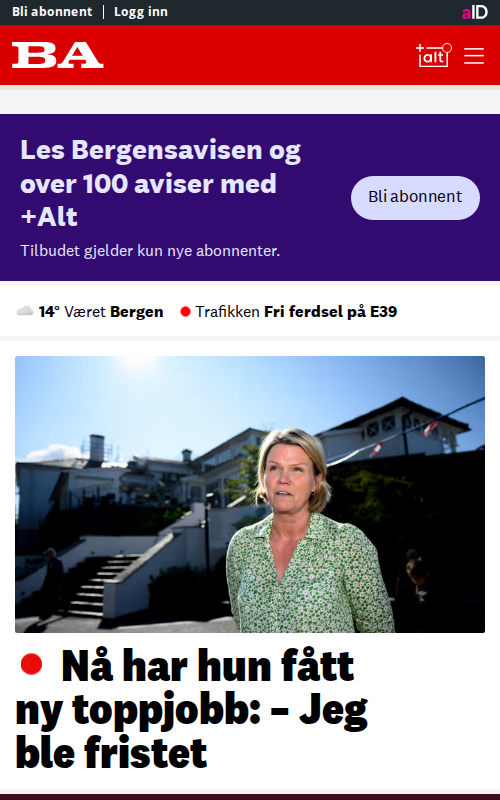 Bli abonnent | Logg inn
aID
BA
+alt
Les Bergensavisen og
over 100 aviser med
+Alt
Bli abonnent
Tilbudet gjelder kun nye abonnenter.
14° Været Bergen
Trafikken Fri ferdsel på E39
Nå har hun fått
ny toppjobb: – Jeg
ble fristet